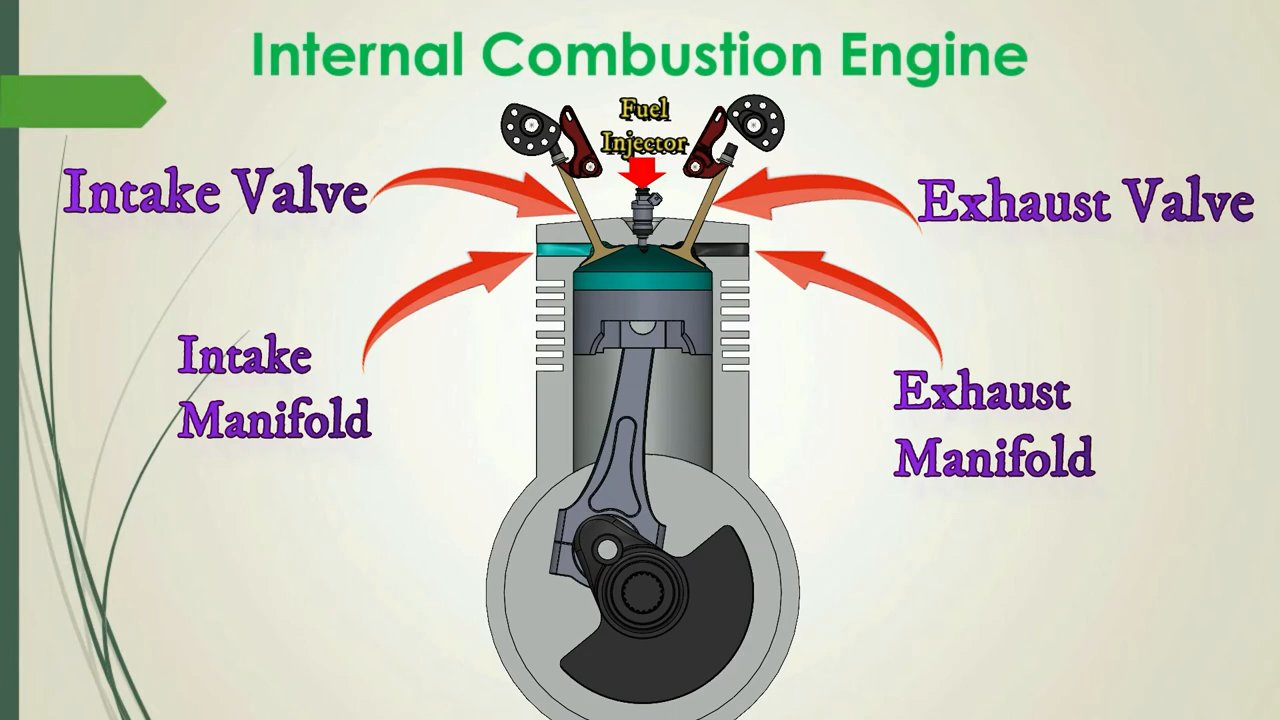 Internal Combustion Engine
Fuel
Injector
Intake Valve
Exhaust Valve
Intake
Manifold
Exhaust
Manifold